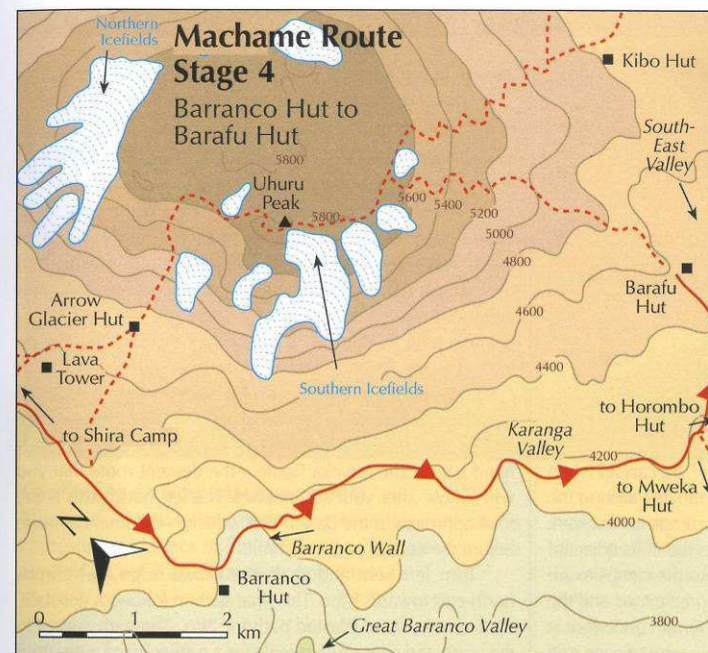 Northern
Icefields
Machame Route
Stage 4
Barranco Hut to
Barafu Hut
Kibo Hut
South-
East
Valley
5800
Uhuru
Peak
5800
5600
5400
5200
5000
4800
Barafu
Hut
Arrow
Glacier Hut
4600
Lava
Tower
4400
Southern Icefields
to Horombo
Hut
to Shira Camp
Karanga
Valley
4200
to Mweka
Hut
4000
N
Barranco Wall
Barranco
Hut
0 1 2
km
Great Barranco Valley
3800